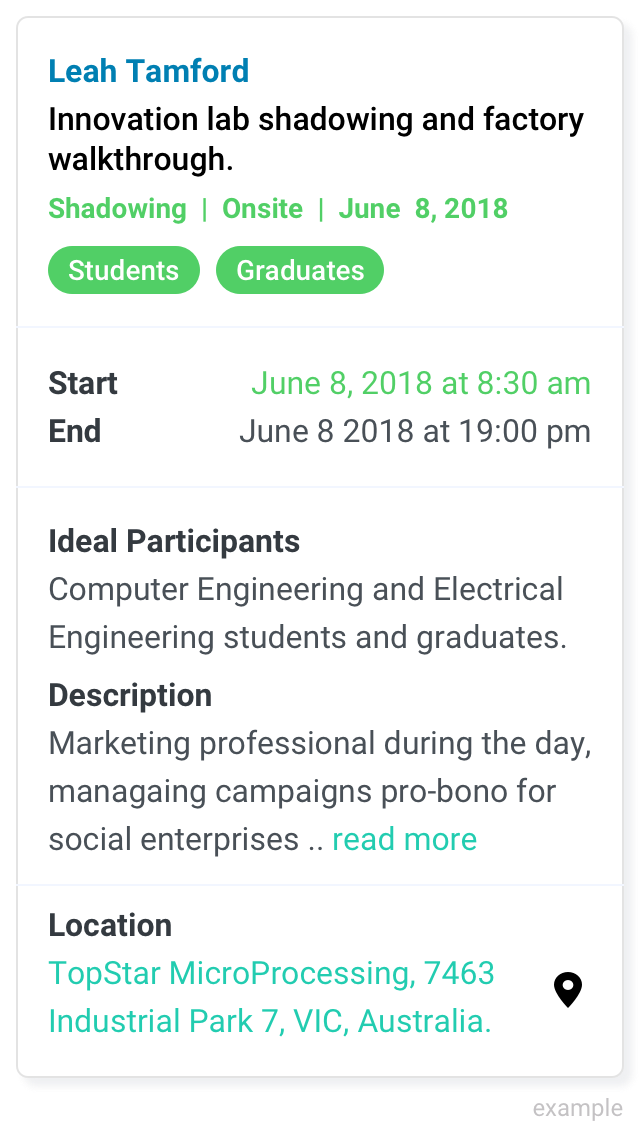 Leah Tamford
Innovation lab shadowing and factory
walkthrough.
Shadowing | Onsite | June 8, 2018
Students Graduates
Start June 8, 2018 at 8:30 am
End June 8 2018 at 19:00 pm
Ideal Participants
Computer Engineering and Electrical
Engineering students and graduates.
Description
Marketing professional during the day,
managaing campaigns pro-bono for
social enterprises .. read more
Location
TopStar MicroProcessing, 7463
Industrial Park 7, VIC, Australia.
example